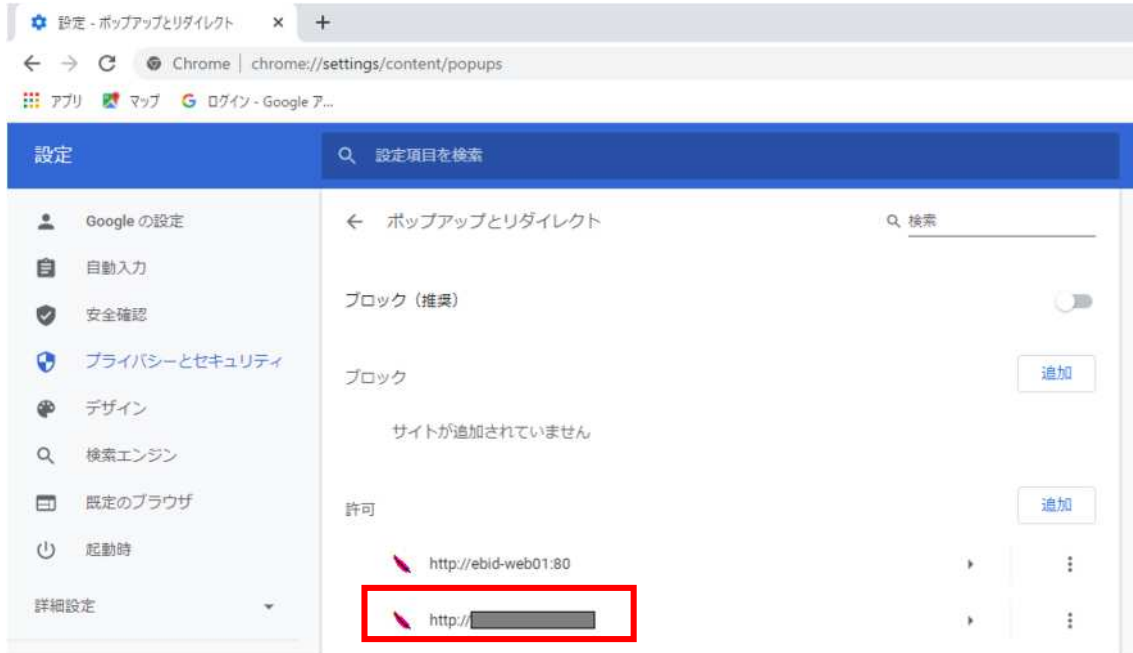 設定 - ポップアップとリダイレクト
Chrome | chrome://settings/content/popups
アプリ マップ ログイン - Google ア...
設定
設定項目を検索
Google の設定
自動入力
安全確認
プライバシーとセキュリティ
デザイン
検索エンジン
既定のブラウザ
起動時
詳細設定
ポップアップとリダイレクト
検索
ブロック（推奨）
ブロック
追加
サイトが追加されていません
許可
追加
http://ebid-web01:80
http://